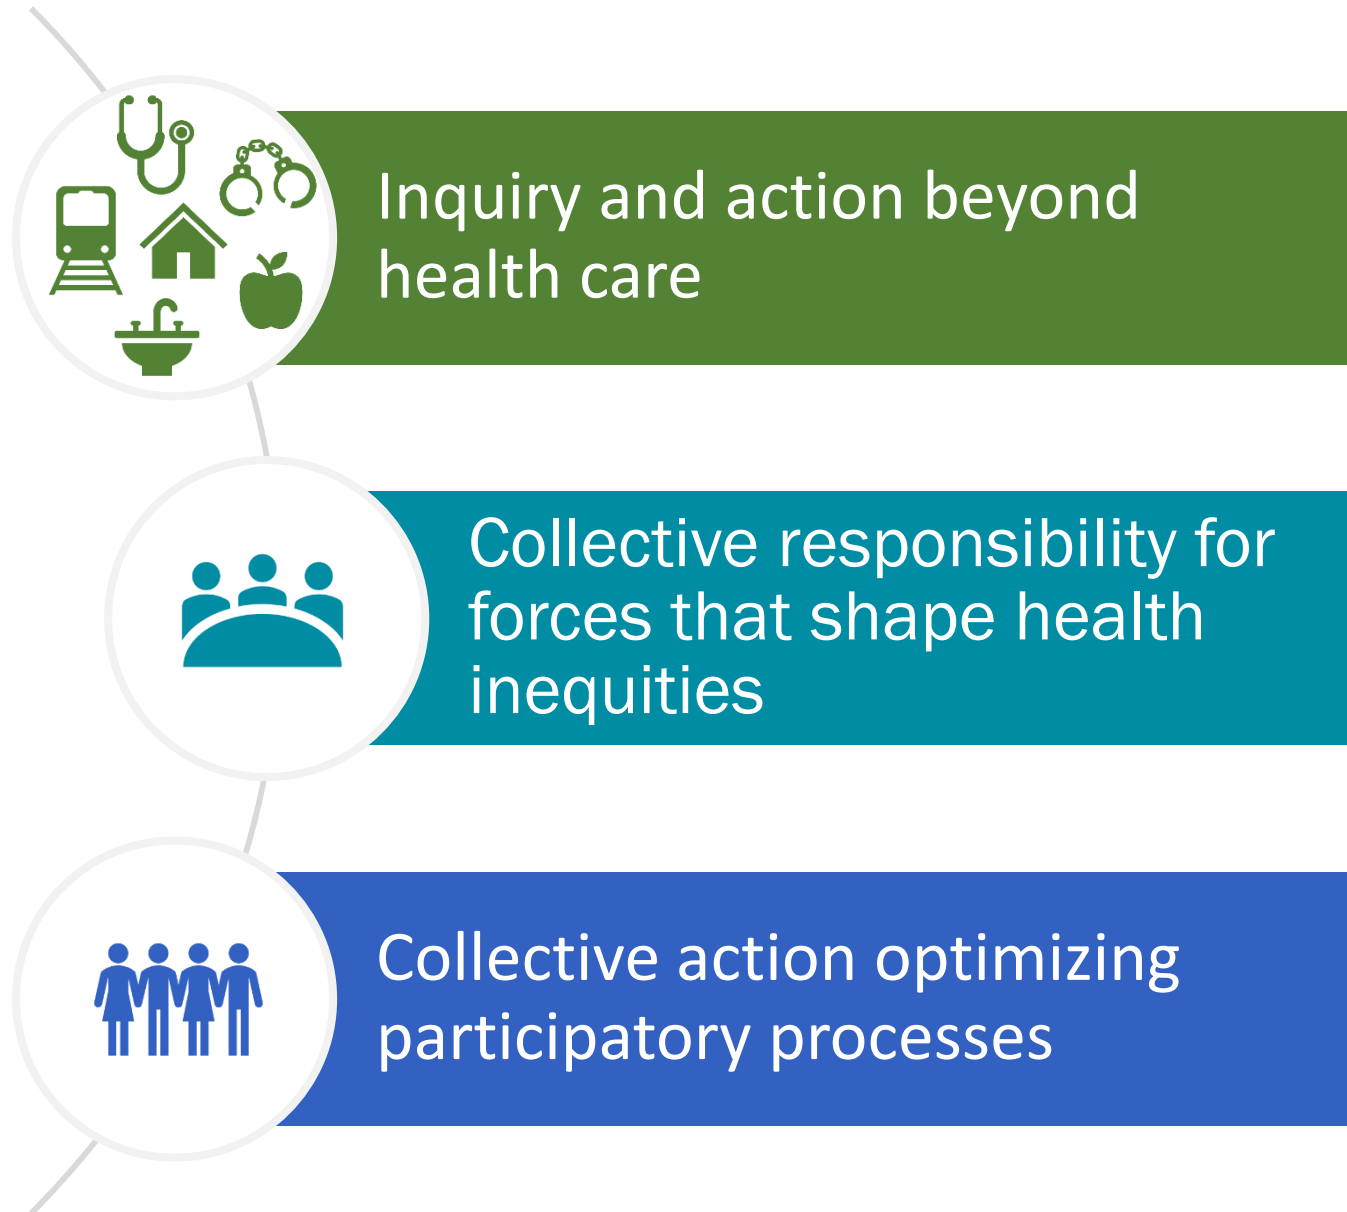 Inquiry and action beyond
health care
Collective responsibility for
forces that shape health
inequities
Collective action optimizing
participatory processes